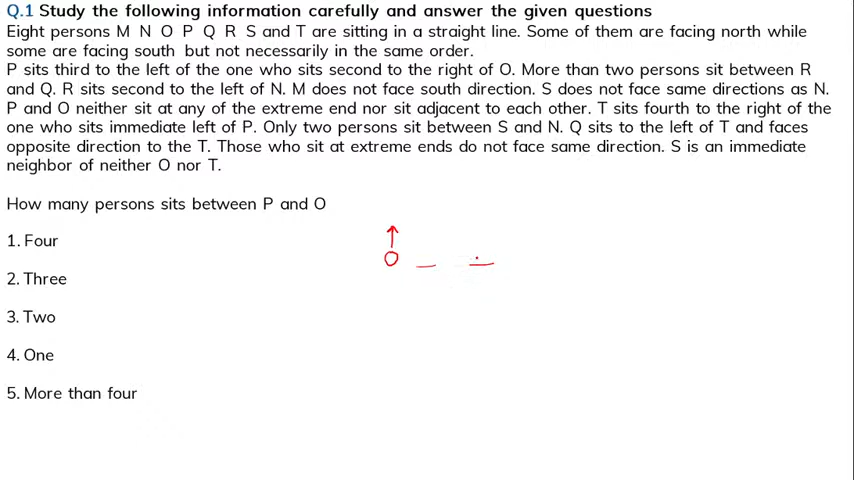 Q.1 Study the following information carefully and answer the given questions
Eight persons M N O P Q R S and T are sitting in a straight line. Some of them are facing north while
some are facing south but not necessarily in the same order.
P sits third to the left of the one who sits second to the right of O. More than two persons sit between R
and Q. R sits second to the left of N. M does not face south direction. S does not face same directions as N.
P and O neither sit at any of the extreme end nor sit adjacent to each other. T sits fourth to the right of the
one who sits immediate left of P. Only two persons sit between S and N. Q sits to the left of T and faces
opposite direction to the T. Those who sit at extreme ends do not face same direction. S is an immediate
neighbor of neither O nor T.
How many persons sits between P and O
1. Four
2. Three
3. Two
4. One
5. More than four
O